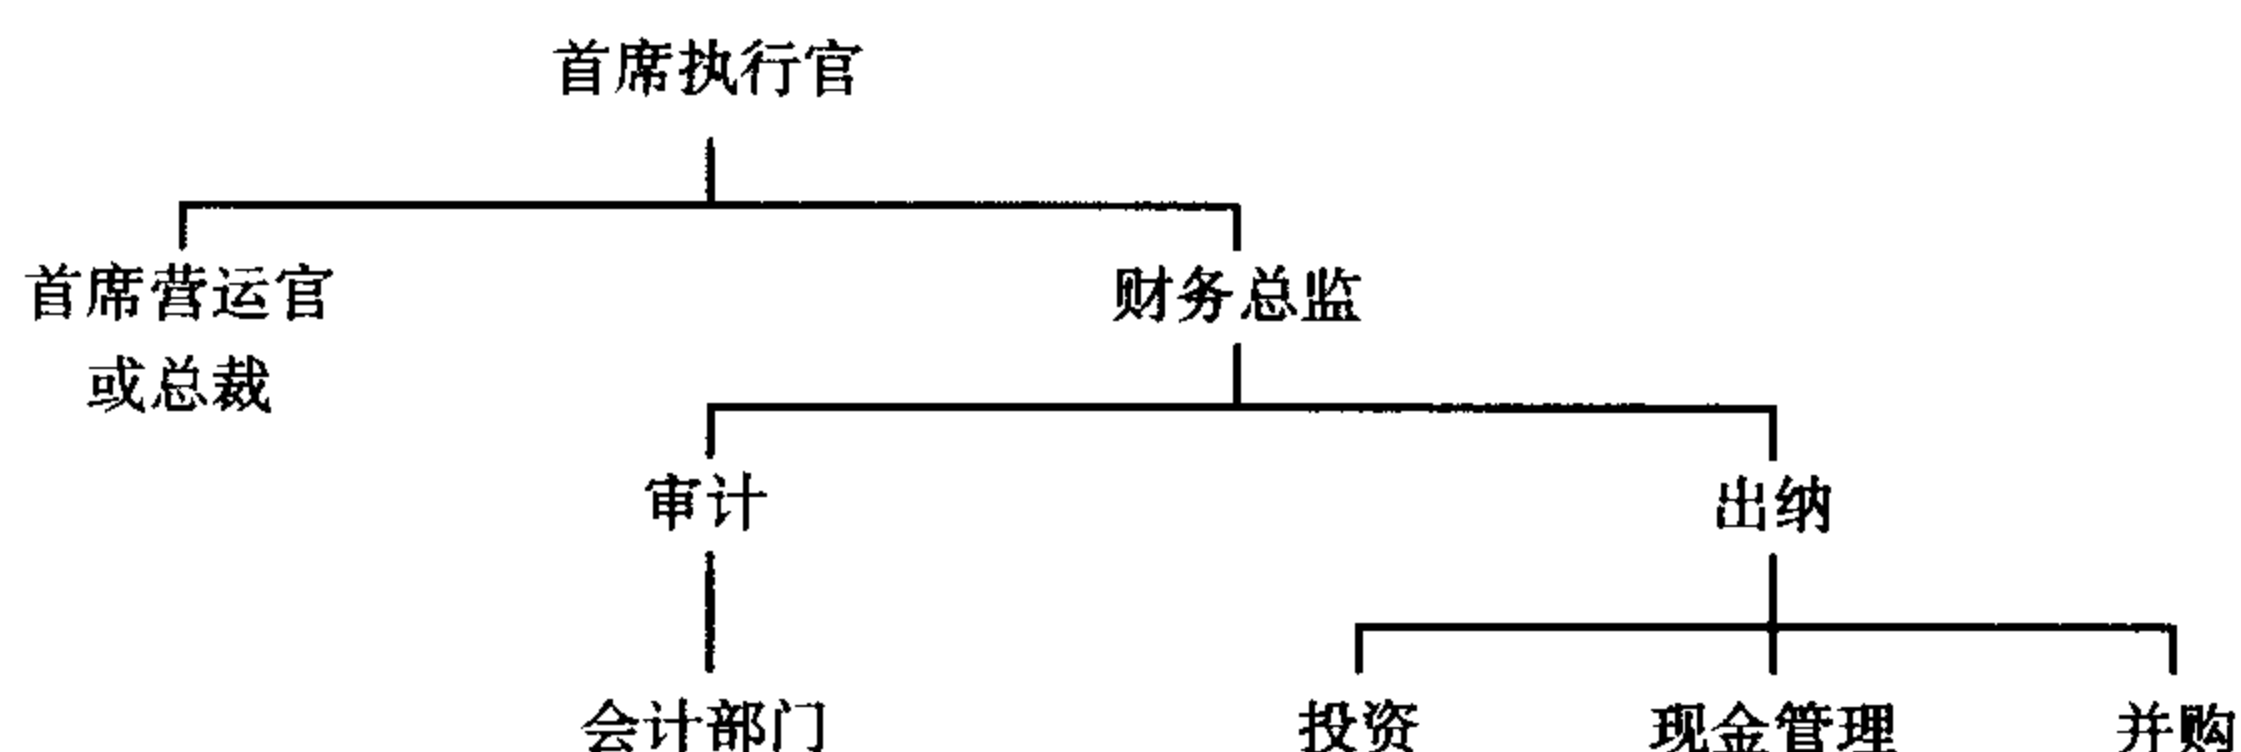 首席执行官
首席营运官
或总裁
财务总监
审计
出纳
会计部门
投资
现金管理
并购